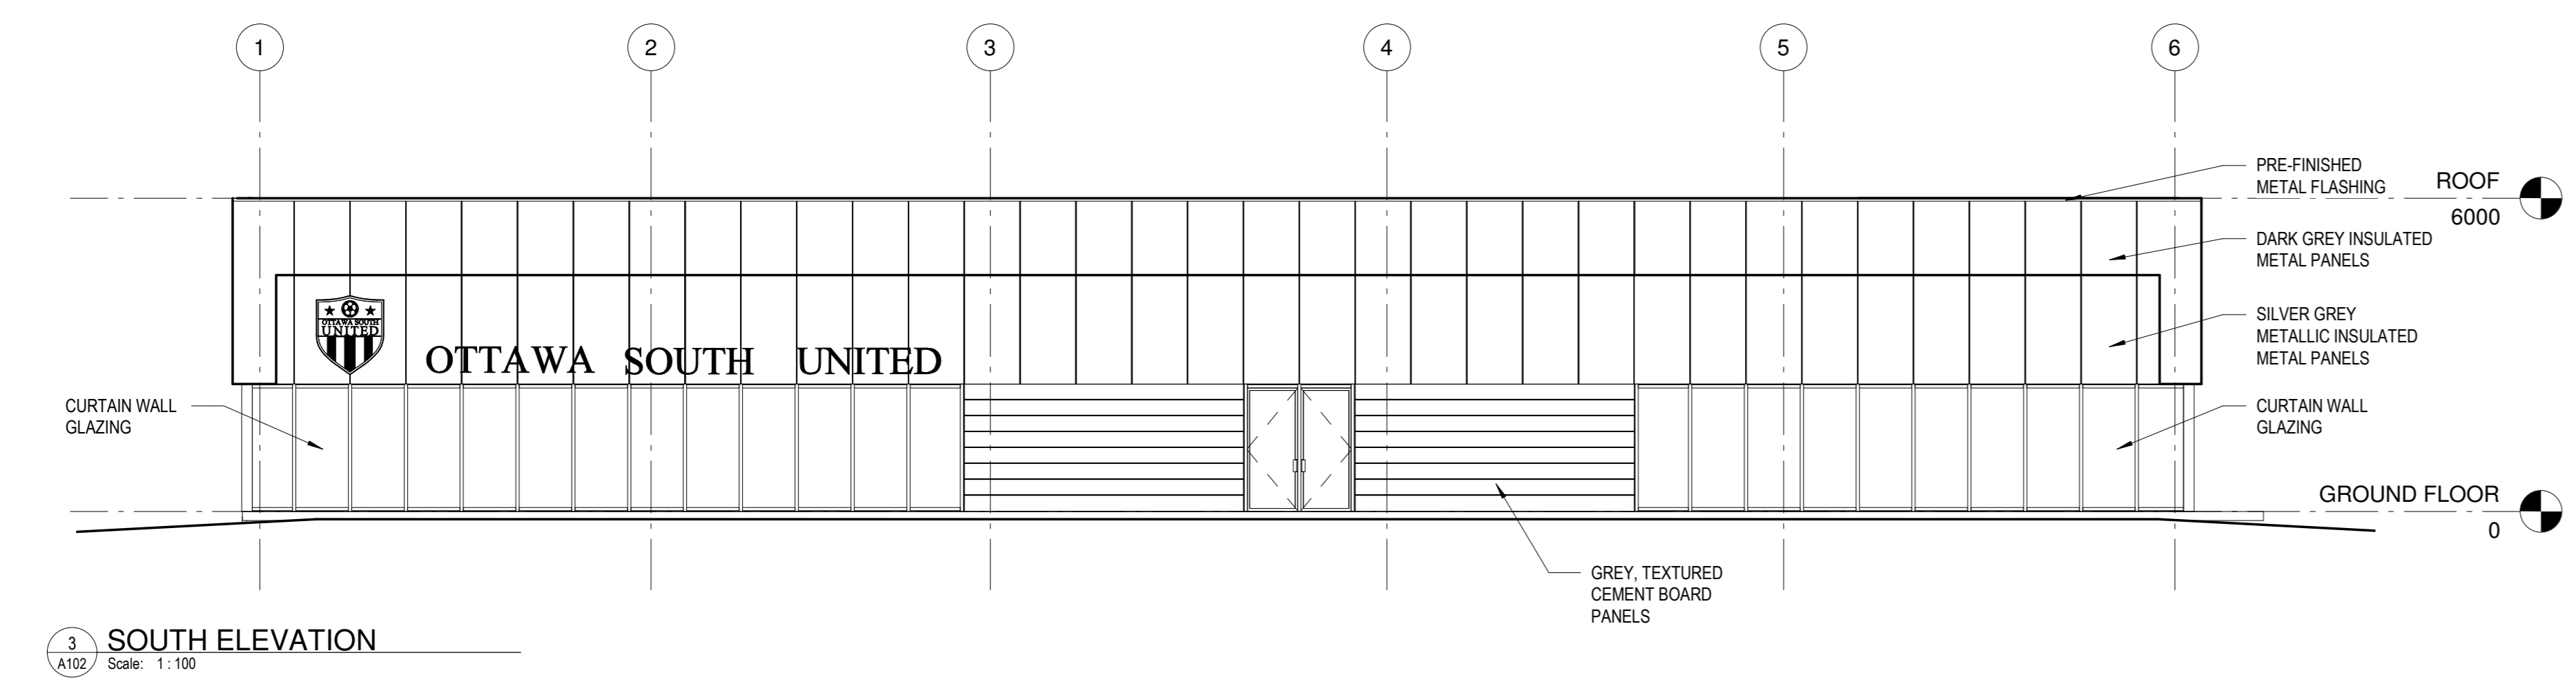 1 2 3 4 5 6
PRE-FINISHED
METAL FLASHING
ROOF
6000
DARK GREY INSULATED
METAL PANELS
SILVER GREY
METALLIC INSULATED
METAL PANELS
OTTAWA SOUTH
UNITED
OTTAWA SOUTH UNITED
CURTAIN WALL
GLAZING
CURTAIN WALL
GLAZING
GROUND FLOOR
0
GREY, TEXTURED
CEMENT BOARD
PANELS
3
A102
SOUTH ELEVATION
Scale: 1 : 100